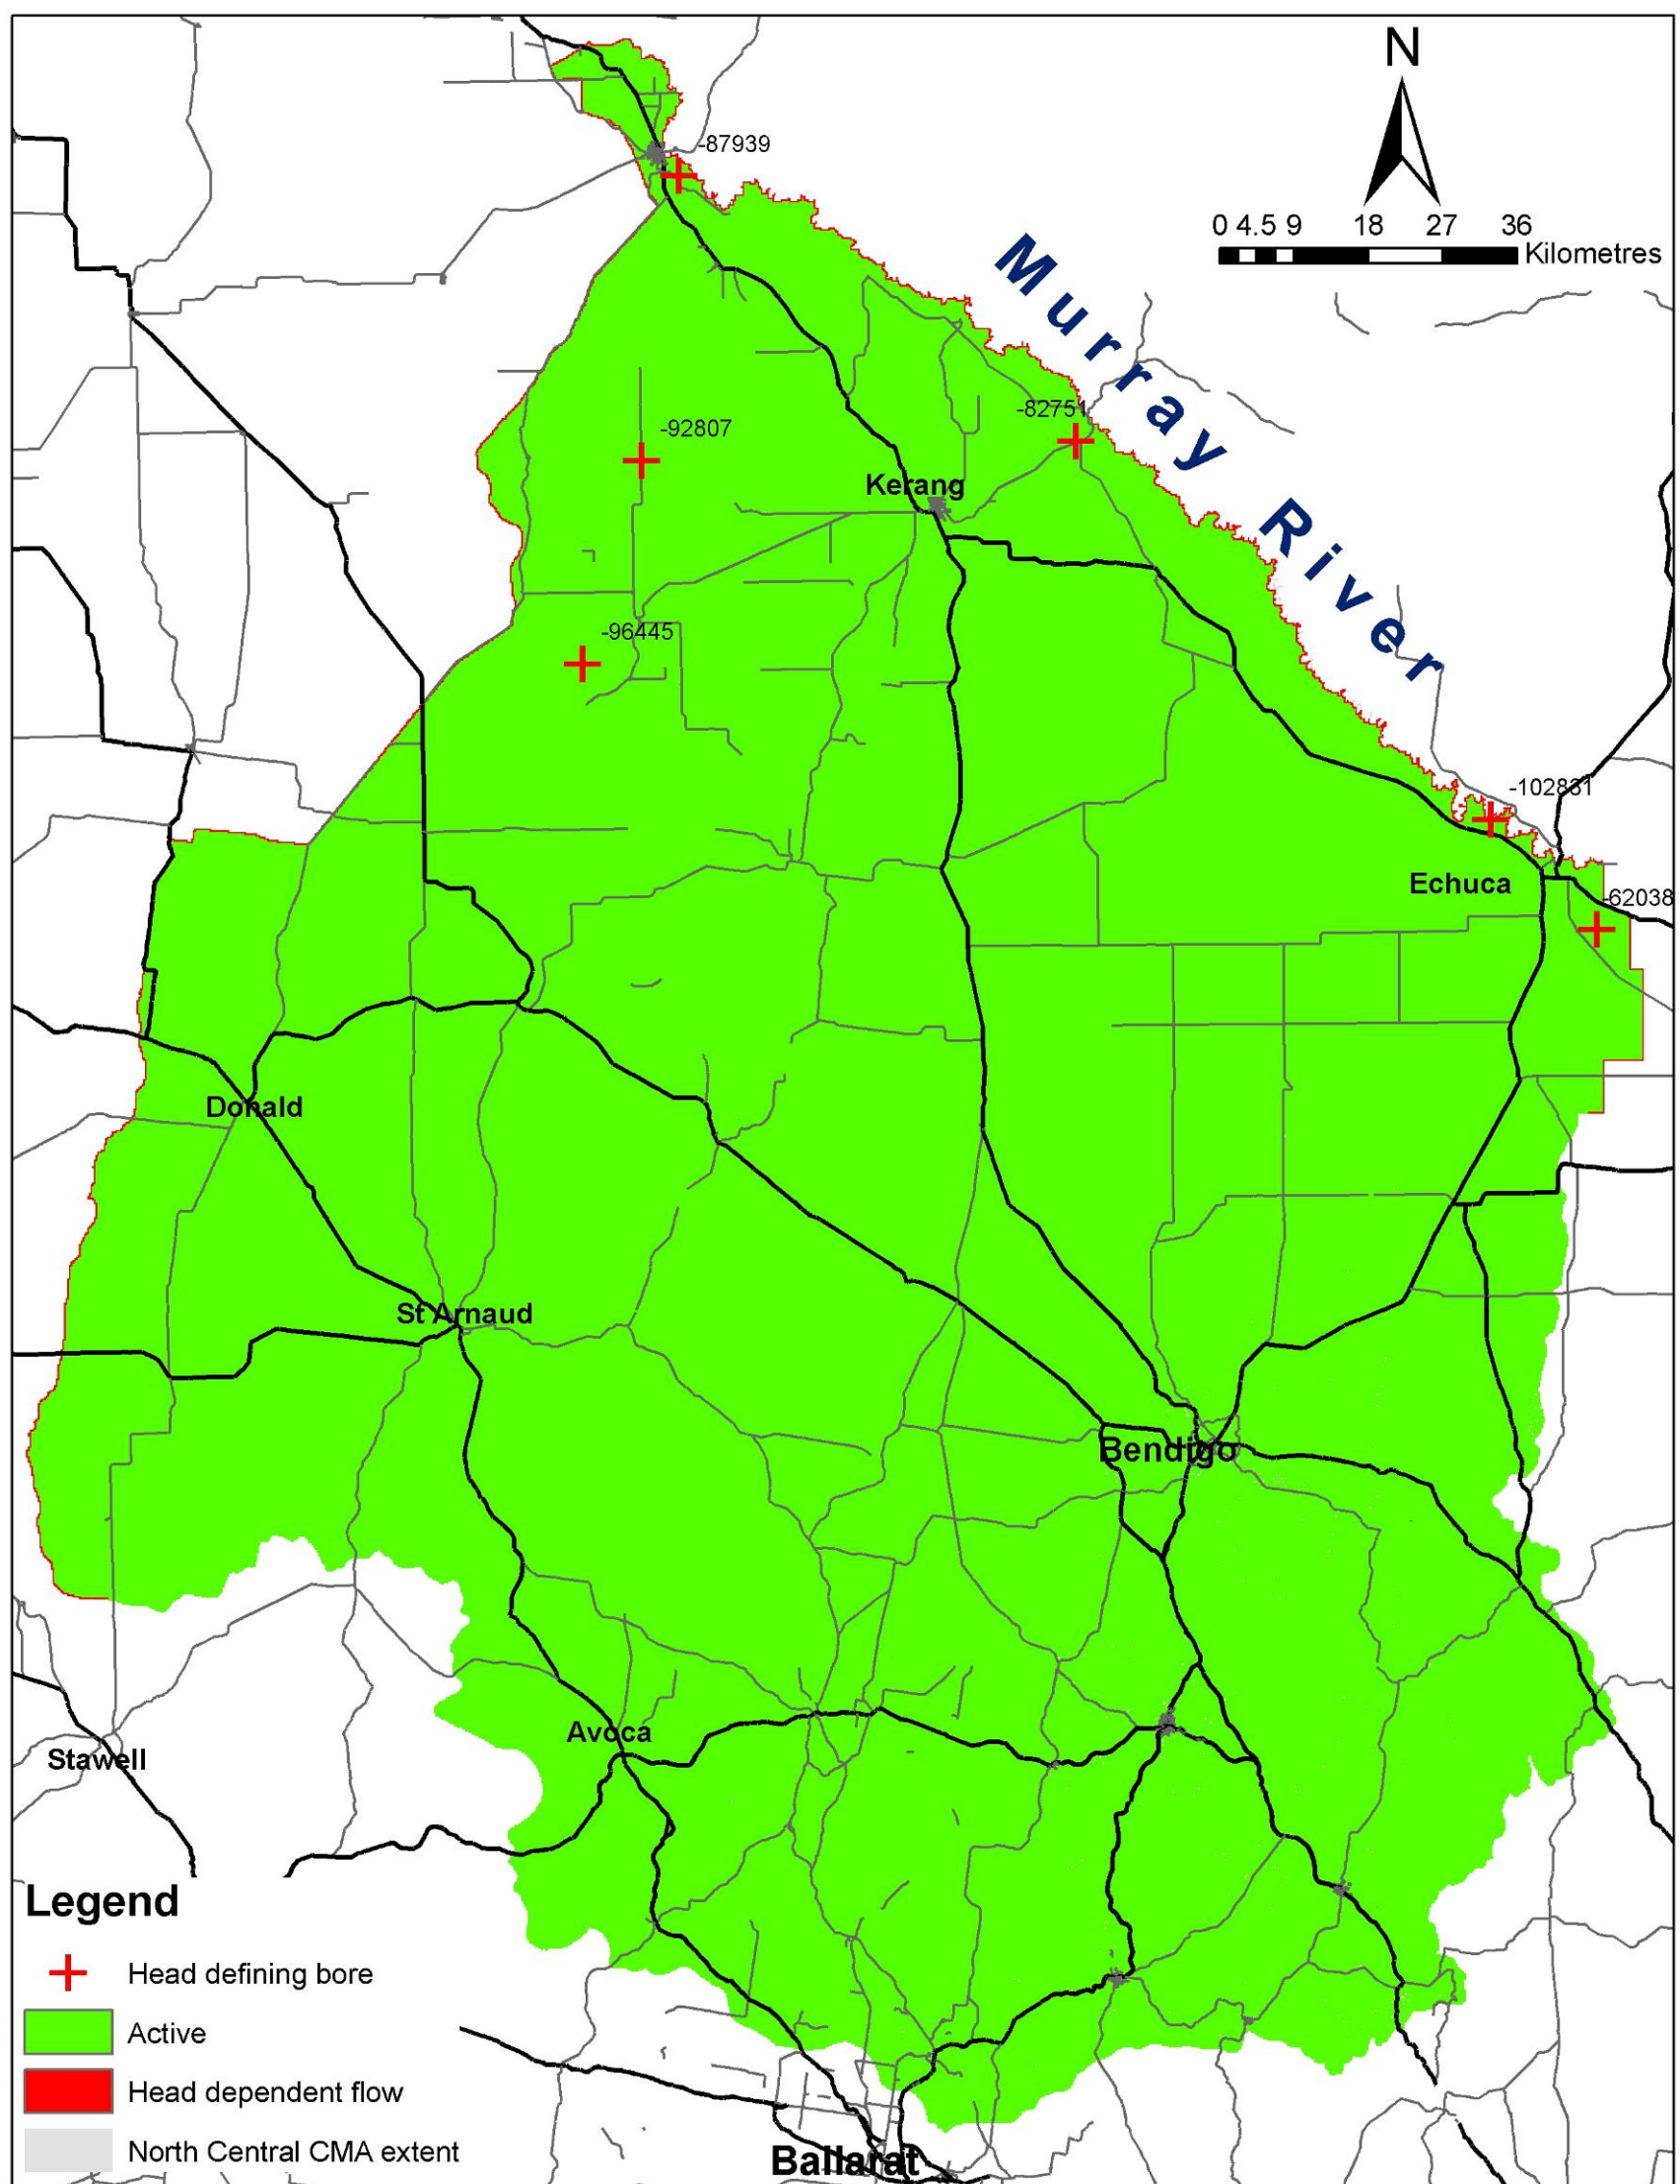 N
-87939
0 4.5 9 18 27 36
Kilometres
Murray River
-82751
-92807
Kerang
-96445
-102831
Echuca
-62038
Donald
St Arnaud
Bendigo
Avoca
Stawell
Legend
Head defining bore
Active
Head dependent flow
North Central CMA extent
Ballarat